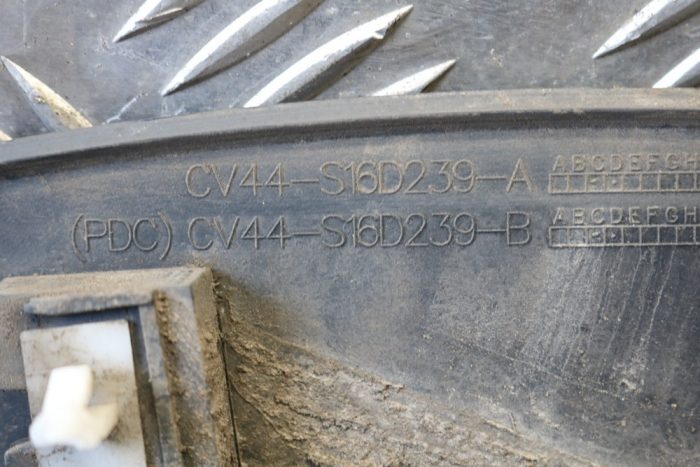 CV44-S16D239-A ABCDEFGH
(PDC) CV44-S16D239-B ABCDEFGH